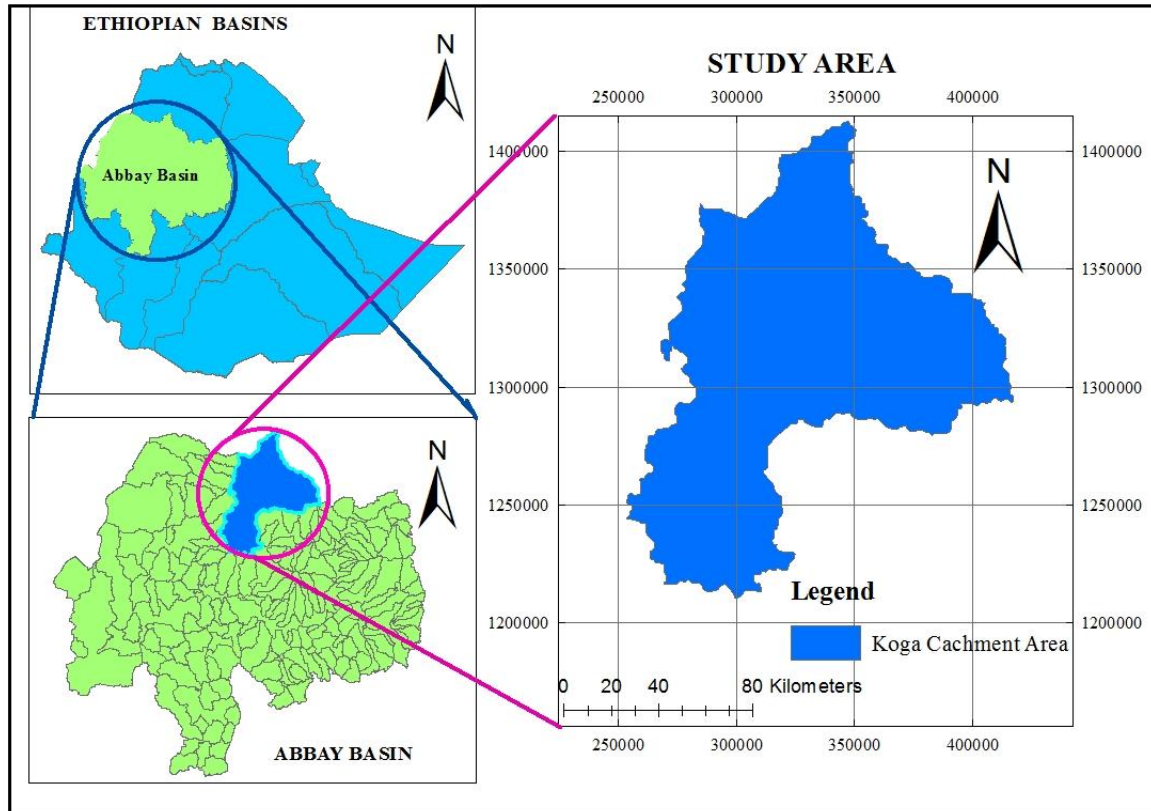 ETHIOPIAN BASINS
N
Abbay Basin
N
ABBAY BASIN
STUDY AREA
250000 300000 350000 400000
1400000 1400000
N
1350000 1350000
1300000 1300000
1250000 1250000
Legend
1200000 1200000
Koga Cachment Area
0 20 40 80 Kilometers
250000 300000 350000 400000